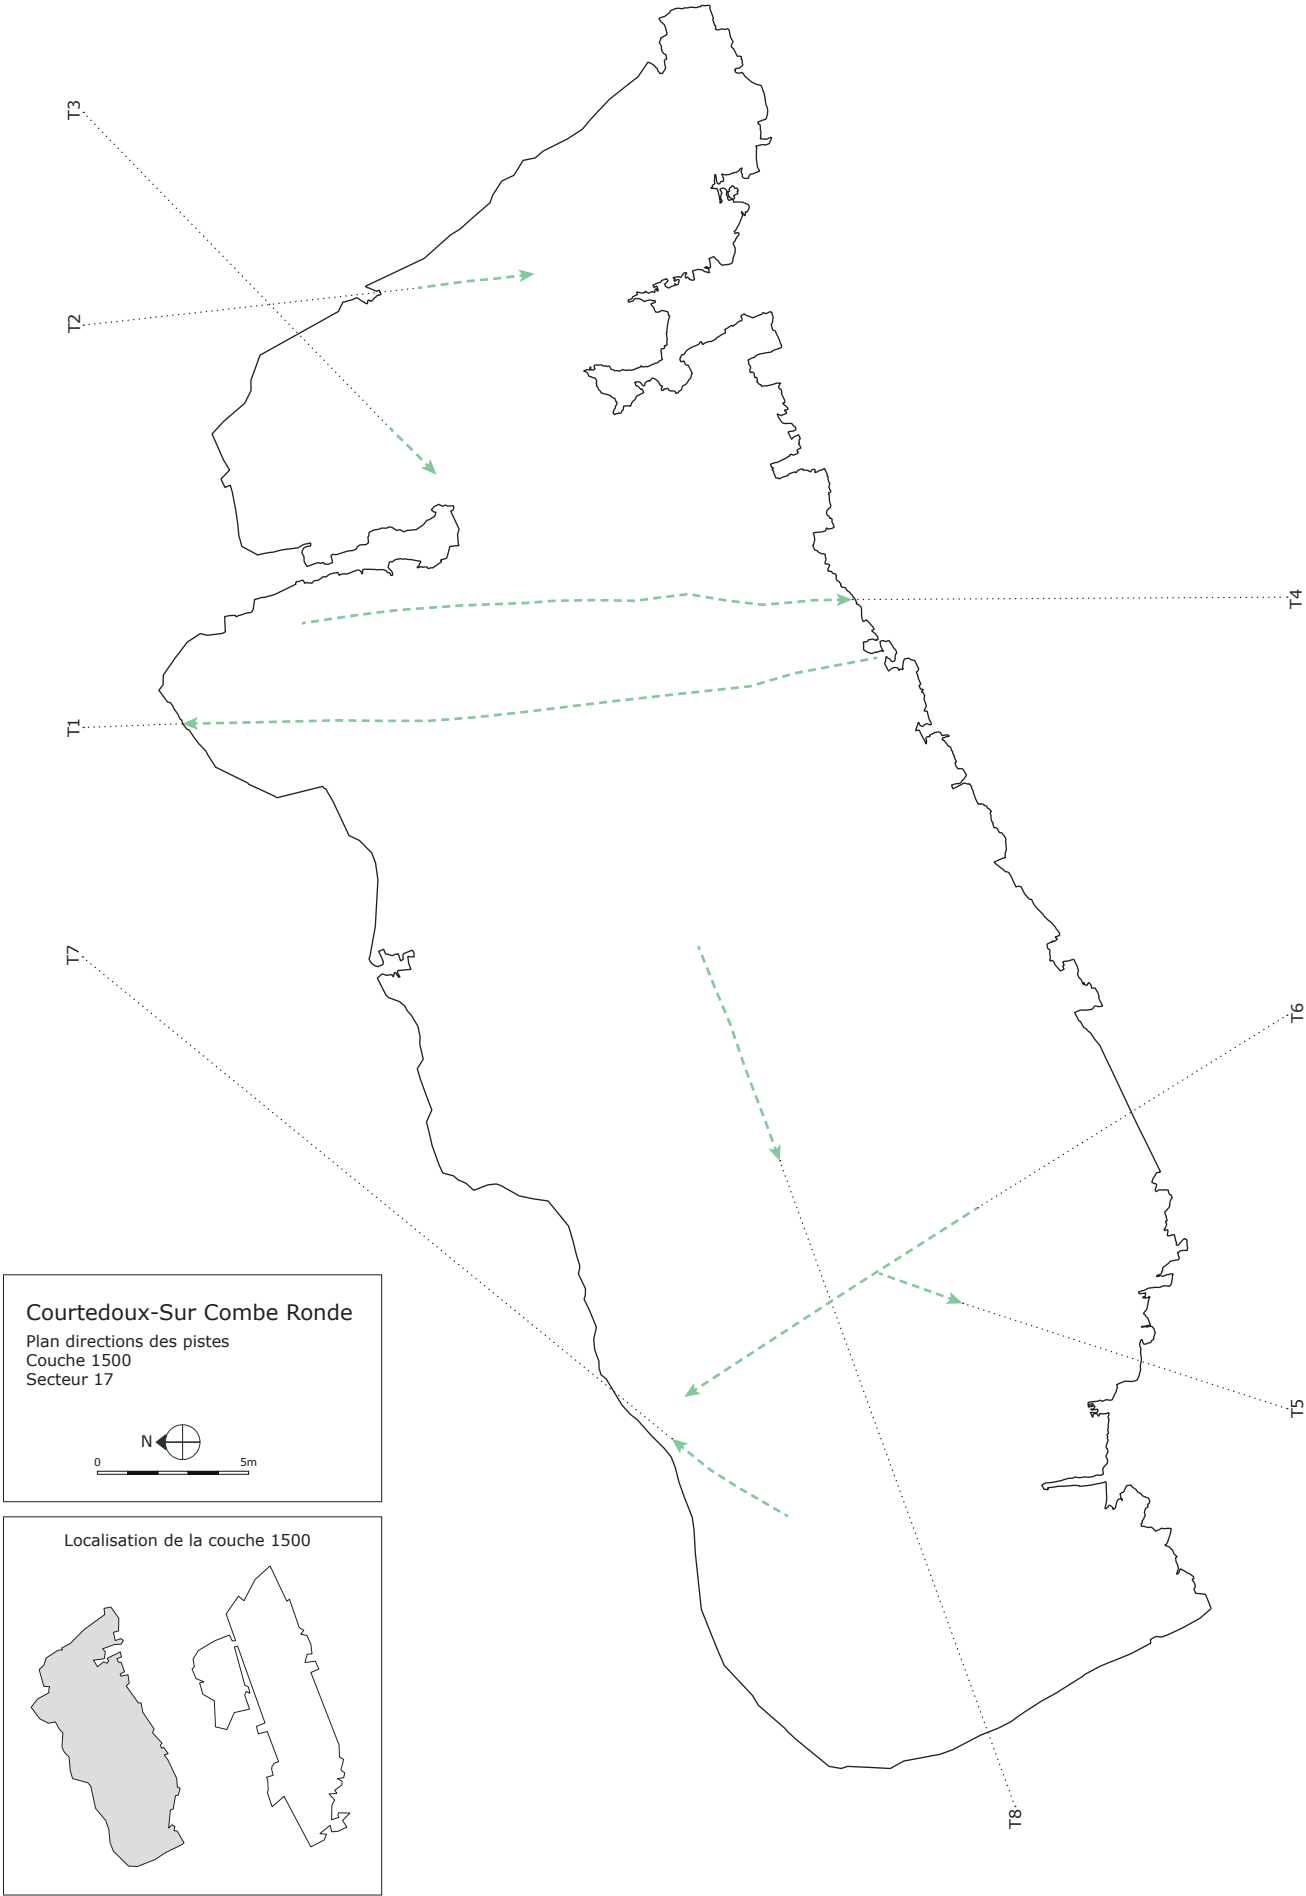 T3
T2
T4
T1
T7
T6
Courtedoux-Sur Combe Ronde
Plan directions des pistes
Couche 1500
Secteur 17
N
0 5m
T5
Localisation de la couche 1500
T8